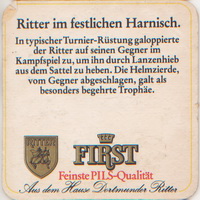 Ritter im festlichen Harnisch.
In typischer Turnier-Rüstung galoppierte
der Ritter auf seinen Gegner im
Kampfspiel zu, um ihn durch Lanzenhieb
aus dem Sattel zu heben. Die Helmzierde,
vom Gegner abgeschlagen, galt als
besonders begehrte Trophäe.
RITTER
FIRST
Feinste PILS-Qualität
Aus dem Hause Dortmunder Ritter